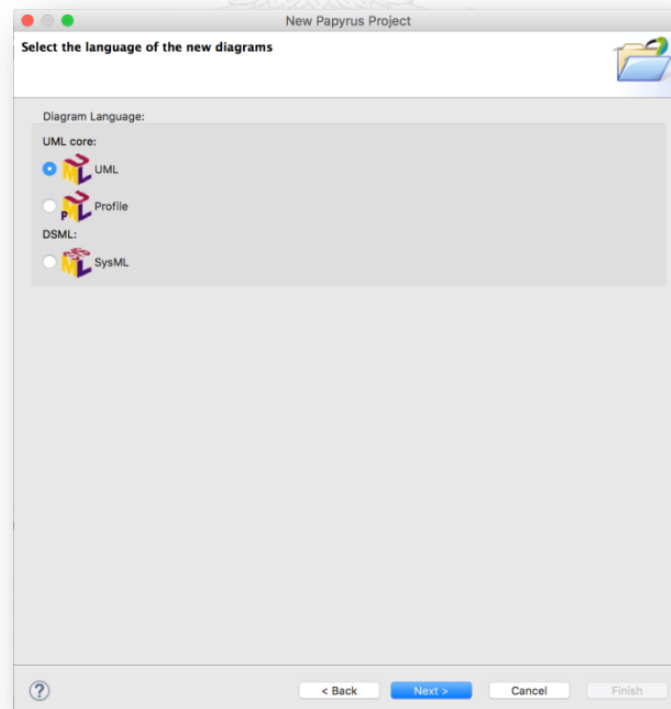 New Papyrus Project
Select the language of the new diagrams
Diagram Language:
UML core:
UML
Profile
DSML:
SysML
?
< Back
Next >
Cancel
Finish